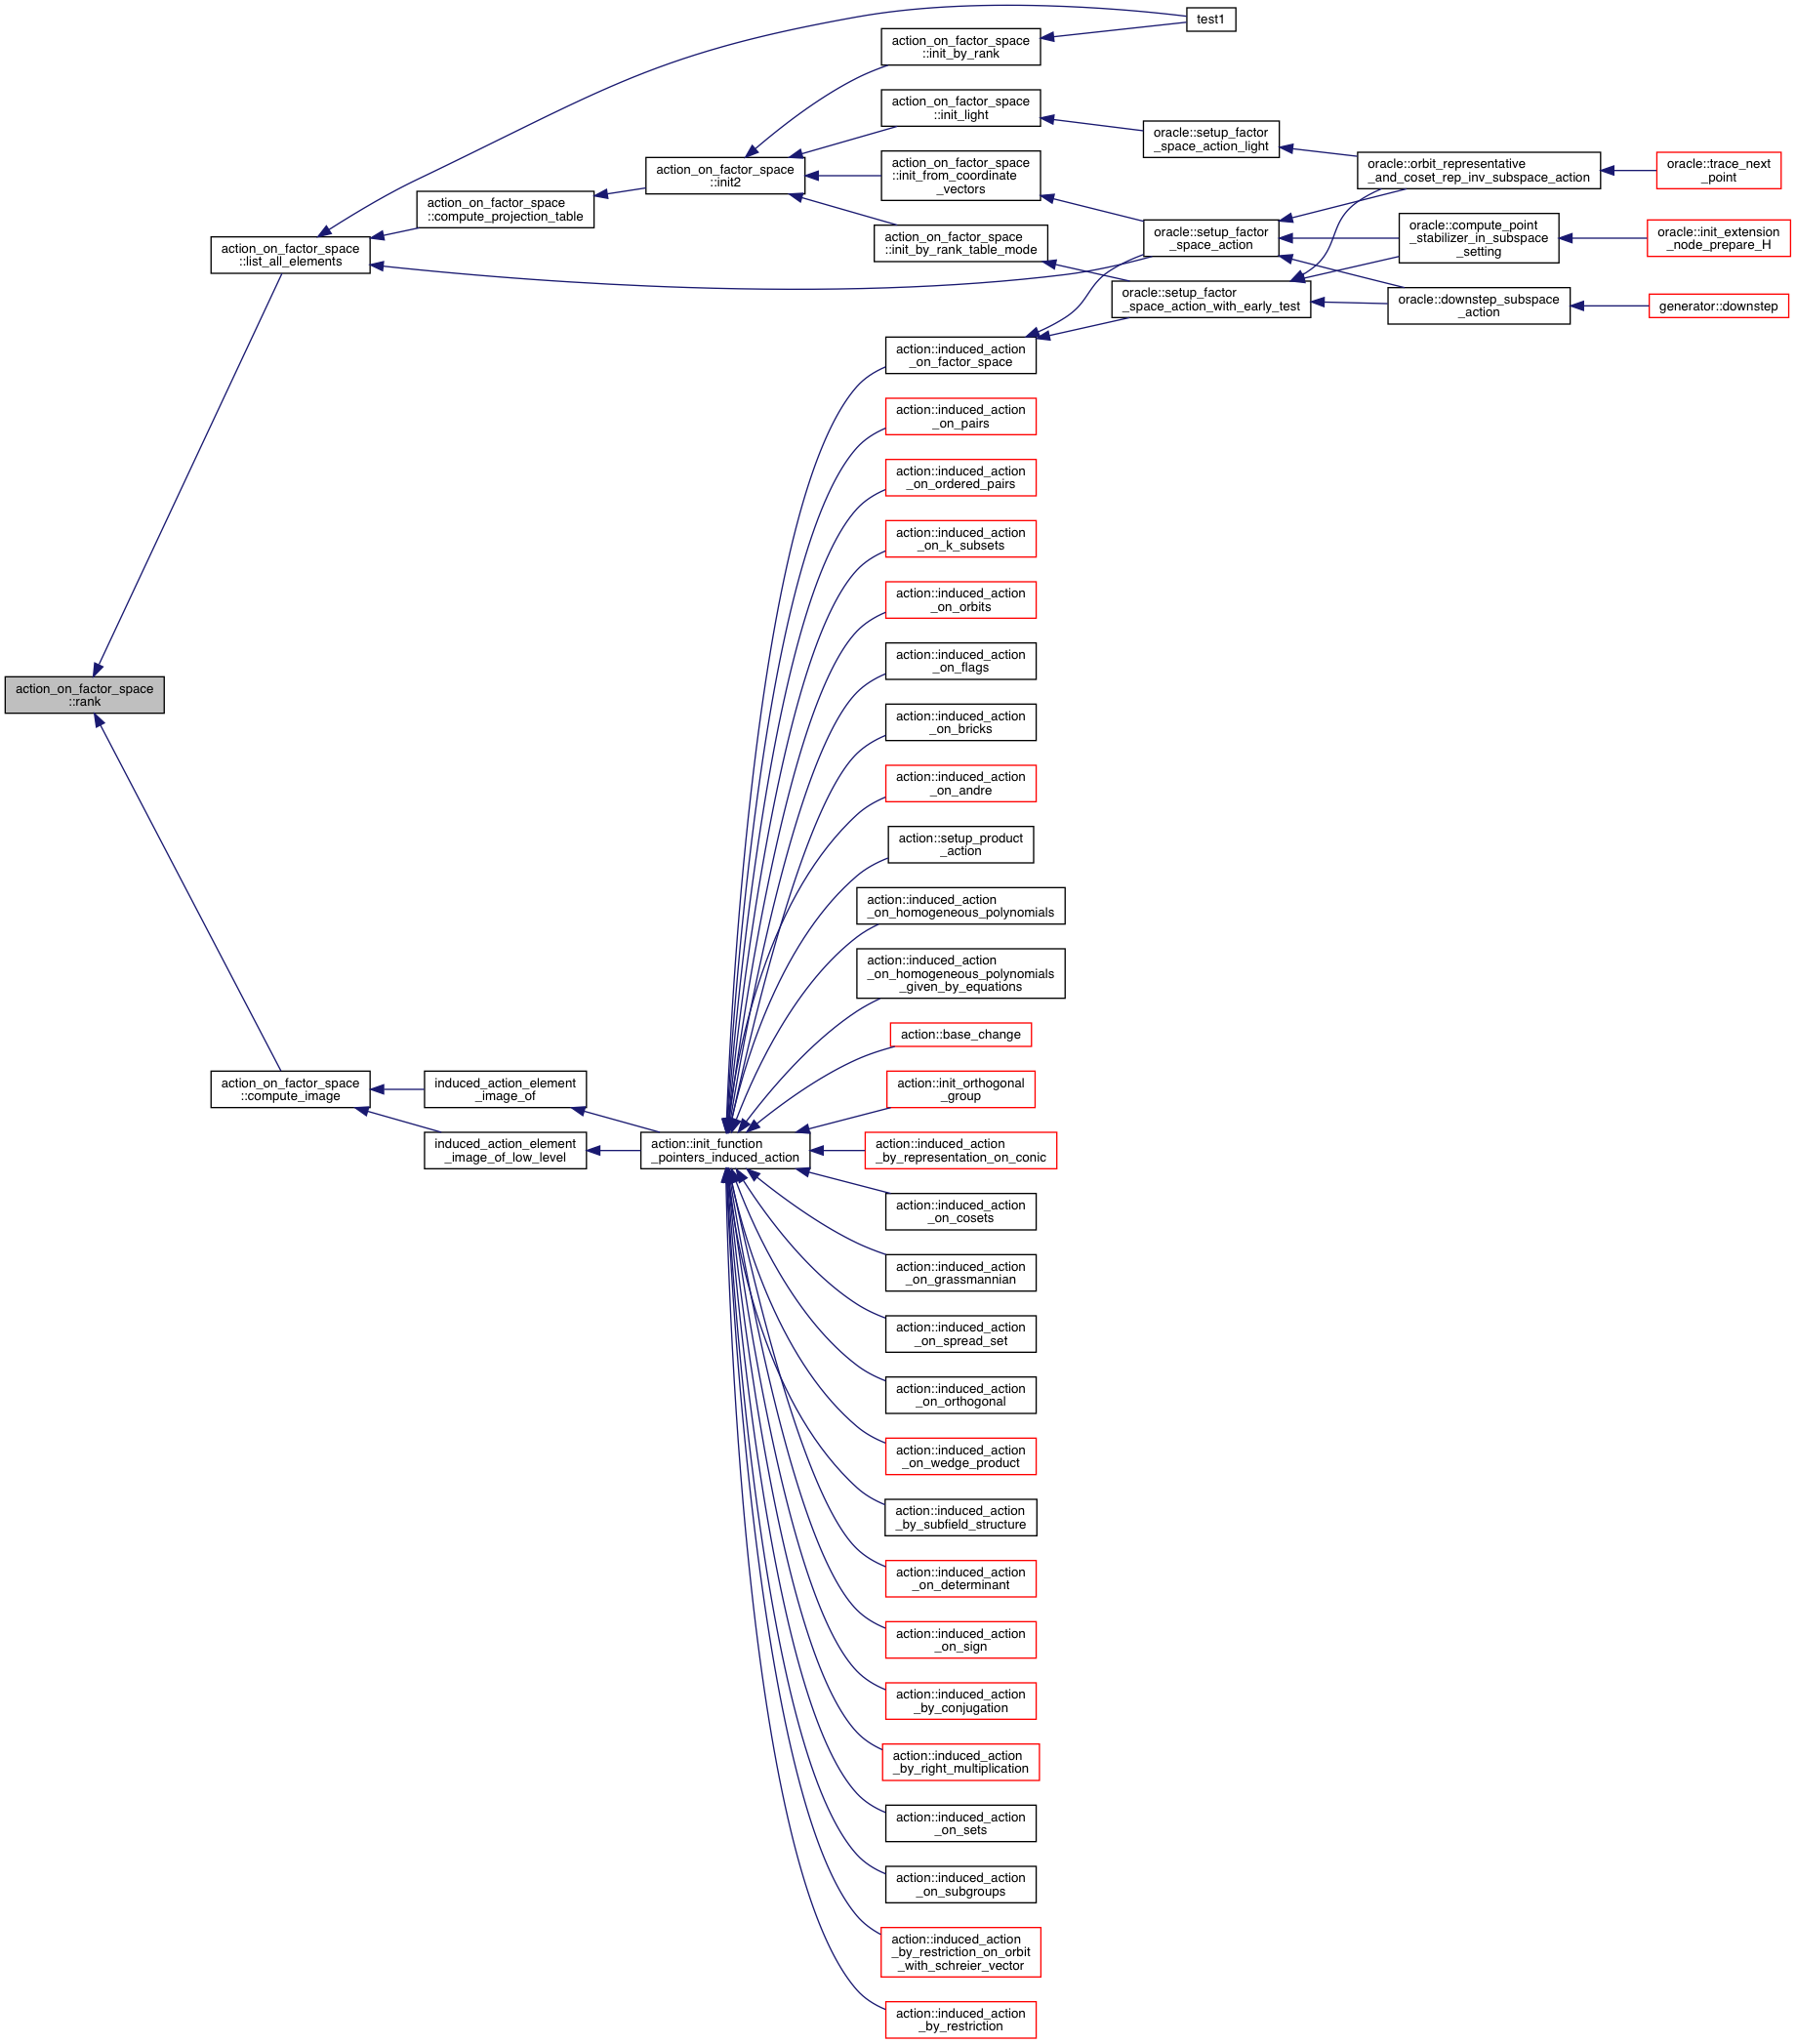 test1
action_on_factor_space
::init_by_rank
action_on_factor_space
::init_light
oracle::setup_factor
_space_action_light
action_on_factor_space
::init_from_coordinate
_vectors
oracle::orbit_representative
_and_coset_rep_inv_subspace_action
oracle::trace_next
_point
action_on_factor_space
::init2
action_on_factor_space
::compute_projection_table
action_on_factor_space
::list_all_elements
action_on_factor_space
::init_by_rank_table_mode
oracle::setup_factor
_space_action
oracle::compute_point
_stabilizer_in_subspace
_setting
oracle::init_extension
_node_prepare_H
oracle::setup_factor
_space_action_with_early_test
oracle::downstep_subspace
_action
generator::downstep
action::induced_action
_on_factor_space
action::induced_action
_on_pairs
action::induced_action
_on_ordered_pairs
action::induced_action
_on_k_subsets
action::induced_action
_on_orbits
action::induced_action
_on_flags
action_on_factor_space
::rank
action::induced_action
_on_bricks
action::induced_action
_on_andre
action::setup_product
_action
action::induced_action
_on_homogeneous_polynomials
action::induced_action
_on_homogeneous_polynomials
_given_by_equations
action::base_change
action_on_factor_space
::compute_image
induced_action_element
_image_of
action::init_orthogonal
_group
induced_action_element
_image_of_low_level
action::init_function
_pointers_induced_action
action::induced_action
_by_representation_on_conic
action::induced_action
_on_cosets
action::induced_action
_on_grassmannian
action::induced_action
_on_spread_set
action::induced_action
_on_orthogonal
action::induced_action
_on_wedge_product
action::induced_action
_by_subfield_structure
action::induced_action
_on_determinant
action::induced_action
_on_sign
action::induced_action
_by_conjugation
action::induced_action
_by_right_multiplication
action::induced_action
_on_sets
action::induced_action
_on_subgroups
action::induced_action
_by_restriction_on_orbit
_with_schreier_vector
action::induced_action
_by_restriction